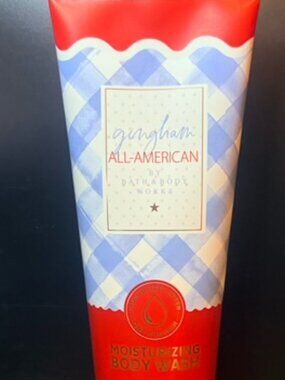 gingham
ALL-AMERICAN
BY
BATH & BODY
WORKS
MOISTURIZING
BODY WASH